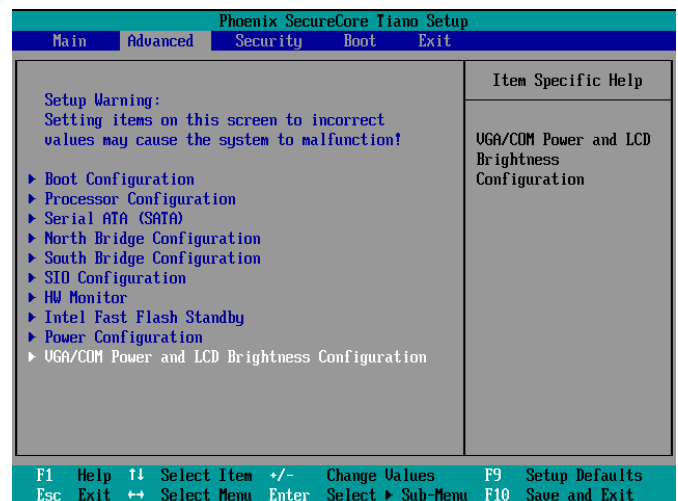 Phoenix SecureCore Tiano Setup
Main Advanced Security Boot Exit
Item Specific Help
Setup Warning:
Setting items on this screen to incorrect
values may cause the system to malfunction!
VGA/COM Power and LCD
Brightness
Configuration
▶ Boot Configuration
▶ Processor Configuration
▶ Serial ATA (SATA)
▶ North Bridge Configuration
▶ South Bridge Configuration
▶ SIO Configuration
▶ HW Monitor
▶ Intel Fast Flash Standby
▶ Power Configuration
▶ VGA/COM Power and LCD Brightness Configuration
F1 Help ↑↓ Select Item +/- Change Values F9 Setup Defaults
Esc Exit ↔ Select Menu Enter Select ▶ Sub-Menu F10 Save and Exit